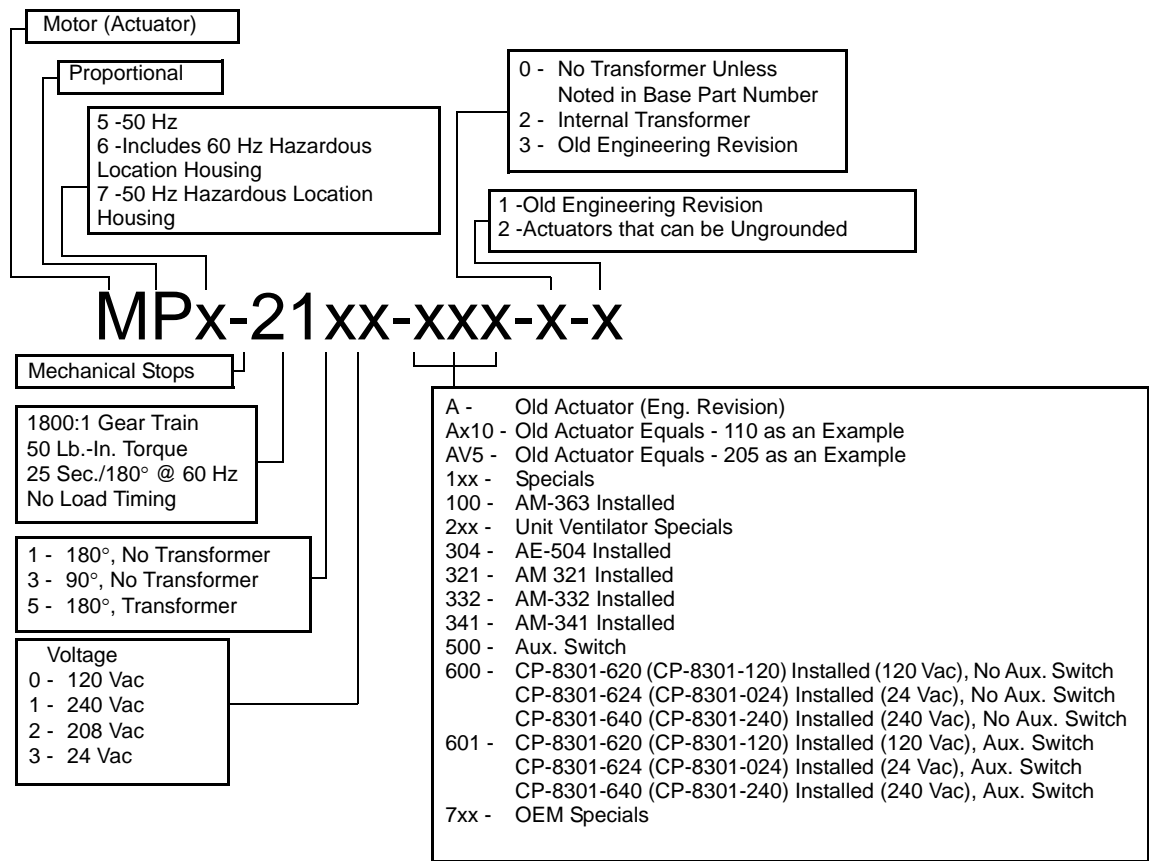 Motor (Actuator)
Proportional
5 -50 Hz
6 -Includes 60 Hz Hazardous
Location Housing
7 -50 Hz Hazardous Location
Housing
0 - No Transformer Unless
Noted in Base Part Number
2 - Internal Transformer
3 - Old Engineering Revision
1 -Old Engineering Revision
2 -Actuators that can be Ungrounded
MPx-21xx-xxx-x-x
Mechanical Stops
1800:1 Gear Train
50 Lb.-In. Torque
25 Sec./180° @ 60 Hz
No Load Timing
1 - 180°, No Transformer
3 - 90°, No Transformer
5 - 180°, Transformer
Voltage
0 - 120 Vac
1 - 240 Vac
2 - 208 Vac
3 - 24 Vac
A - Old Actuator (Eng. Revision)
Ax10 - Old Actuator Equals - 110 as an Example
AV5 - Old Actuator Equals - 205 as an Example
1xx - Specials
100 - AM-363 Installed
2xx - Unit Ventilator Specials
304 - AE-504 Installed
321 - AM 321 Installed
332 - AM-332 Installed
341 - AM-341 Installed
500 - Aux. Switch
600 - CP-8301-620 (CP-8301-120) Installed (120 Vac), No Aux. Switch
CP-8301-624 (CP-8301-024) Installed (24 Vac), No Aux. Switch
CP-8301-640 (CP-8301-240) Installed (240 Vac), No Aux. Switch
601 - CP-8301-620 (CP-8301-120) Installed (120 Vac), Aux. Switch
CP-8301-624 (CP-8301-024) Installed (24 Vac), Aux. Switch
CP-8301-640 (CP-8301-240) Installed (240 Vac), Aux. Switch
7xx - OEM Specials